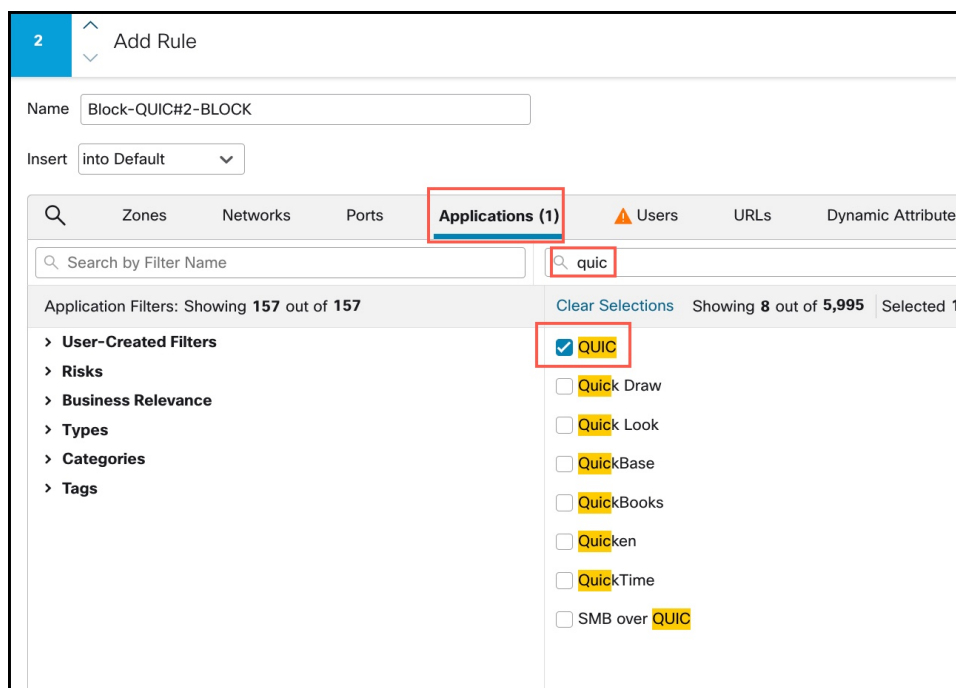 2
Add Rule
Name Block-QUIC#2-BLOCK
Insert into Default
Zones Networks Ports Applications (1) Users URLs Dynamic Attribute
Search by Filter Name
quic
Application Filters: Showing 157 out of 157
Clear Selections Showing 8 out of 5,995 Selected 1
User-Created Filters
Risks
Business Relevance
Types
Categories
Tags
QUIC
Quick Draw
Quick Look
QuickBase
QuickBooks
Quicken
QuickTime
SMB over QUIC